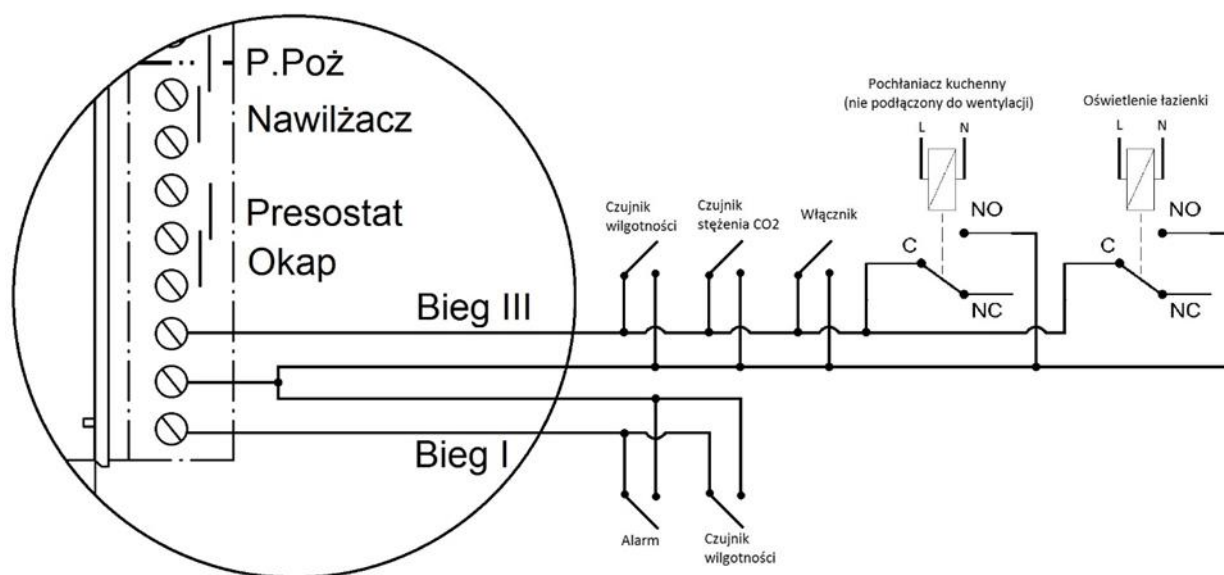 P.Poż
Nawilżacz
Presostat
Okap
Bieg III
Bieg I
Czujnik
wilgotności
Czujnik
stężenia CO2
Włącznik
Pochłaniacz kuchenny
(nie podłączony do wentylacji)
L
N
NO
C
NC
Oświetlenie łazienki
L
N
NO
C
NC
Alarm
Czujnik
wilgotności